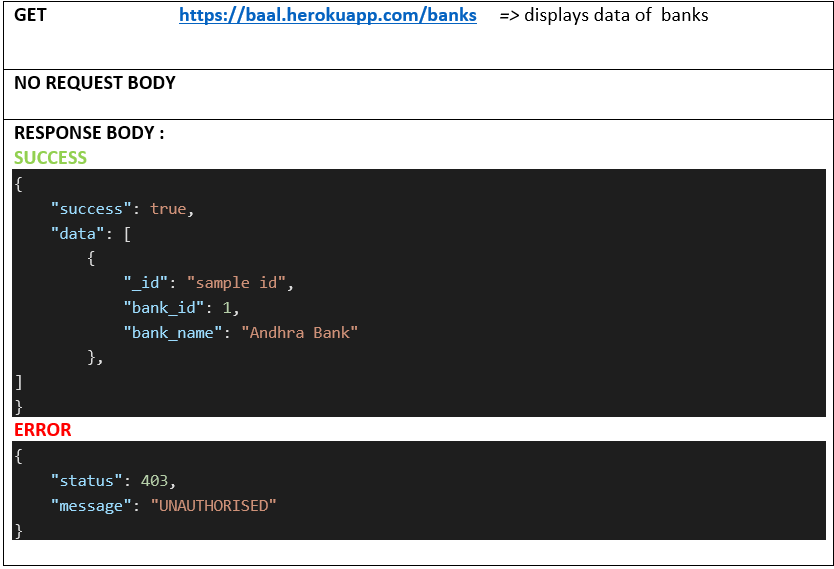 GET https://baal.herokuapp.com/banks => displays data of banks
NO REQUEST BODY
RESPONSE BODY :
SUCCESS
{
    "success": true,
    "data": [
        {
            "_id": "sample id",
            "bank_id": 1,
            "bank_name": "Andhra Bank"
        },
]
}
ERROR
{
    "status": 403,
    "message": "UNAUTHORISED"
}